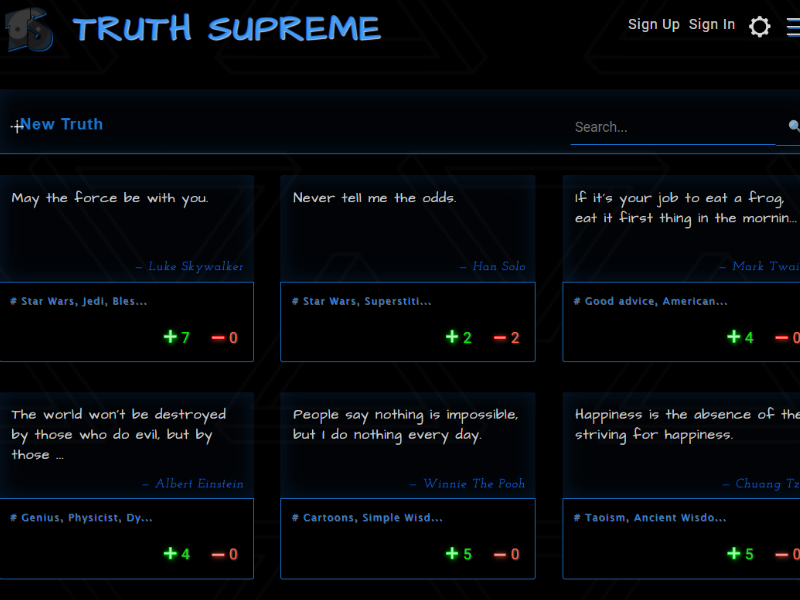 TRUTH SUPREME
Sign Up Sign In
New Truth
Search...
May the force be with you.
— Luke Skywalker
# Star Wars, Jedi, Bles...
+ 7 — 0
Never tell me the odds.
— Han Solo
# Star Wars, Superstiti...
+ 2 — 2
If it's your job to eat a frog,
eat it first thing in the mornin...
— Mark Twai
# Good advice, American...
+ 4 — 0
The world won't be destroyed
by those who do evil, but by
those ...
— Albert Einstein
# Genius, Physicist, Dy...
+ 4 — 0
People say nothing is impossible,
but I do nothing every day.
— Winnie The Pooh
# Cartoons, Simple Wisd...
+ 5 — 0
Happiness is the absence of the
striving for happiness.
— Chuang Tz
# Taoism, Ancient Wisdo...
+ 5 — 0